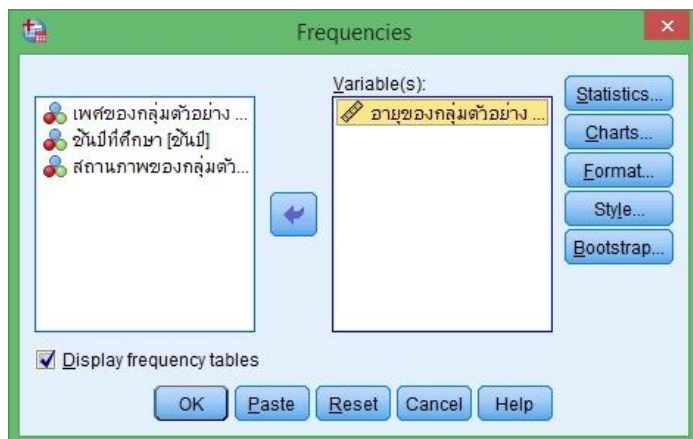 Frequencies
Variable(s):
เพศของกลุ่มตัวอย่าง ...
ชั้นปีที่ศึกษา [ชั้นปี]
สถานภาพของกลุ่มตัว...
อายุของกลุ่มตัวอย่าง ...
Statistics...
Charts...
Format...
Style...
Bootstrap...
Display frequency tables
OK
Paste
Reset
Cancel
Help